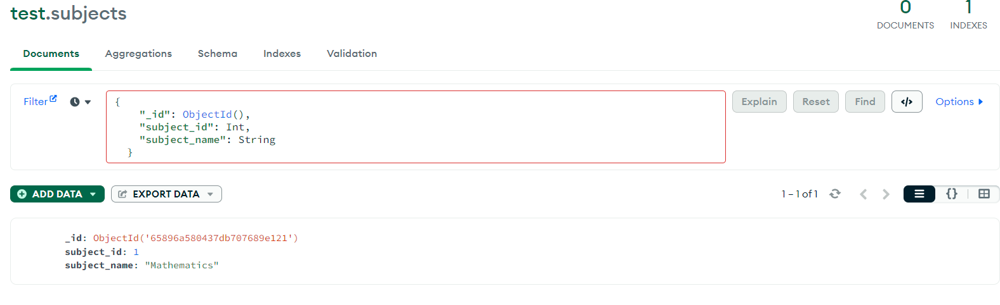 test.subjects
0
1
DOCUMENTS
INDEXES
Documents
Aggregations
Schema
Indexes
Validation
Filter
{
"_id": ObjectId(),
"subject_id": Int,
"subject_name": String
}
Explain
Reset
Find
</>
Options
ADD DATA
EXPORT DATA
1 – 1 of 1
{}
_id: ObjectId('65896a580437db707689e121')
subject_id: 1
subject_name: "Mathematics"